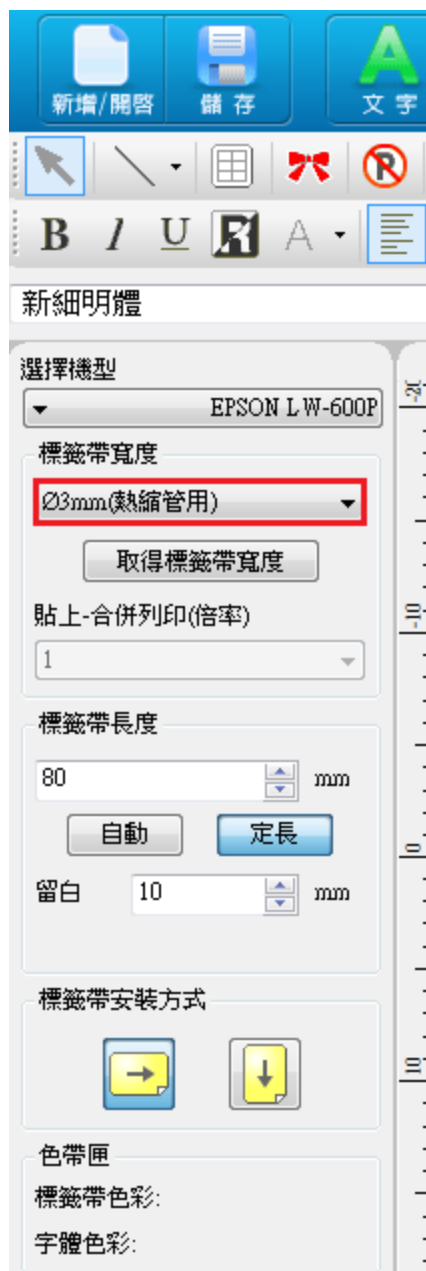 新增/開啓 儲存 文字
B I U A
新細明體
選擇機型
EPSON LW-600P
標籤帶寬度
Ø3mm(熱縮管用)
取得標籤帶寬度
貼上-合併列印(倍率)
1
標籤帶長度
80 mm
自動 定長
留白 10 mm
標籤帶安裝方式
色帶匣
標籤帶色彩:
字體色彩:
-10
0
10